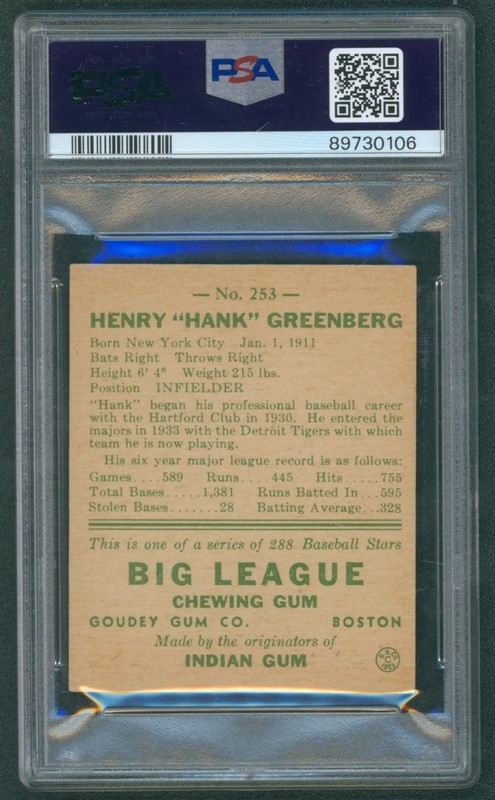 PSA
PSA
89730106
— No. 253 —
HENRY "HANK" GREENBERG
Born New York City Jan. 1, 1911
Bats Right Throws Right
Height 6' 4" Weight 215 lbs.
Position INFIELDER
"Hank" began his professional baseball career
with the Hartford Club in 1930. He entered the
majors in 1933 with the Detroit Tigers with which
team he is now playing.
His six year major league record is as follows:
Games....589 Runs....445 Hits.....755
Total Bases.....1,381 Runs Batted In...595
Stolen Bases.......28 Batting Average...328
This is one of a series of 288 Baseball Stars
BIG LEAGUE
CHEWING GUM
GOUDEY GUM CO. BOSTON
Made by the originators of
INDIAN GUM